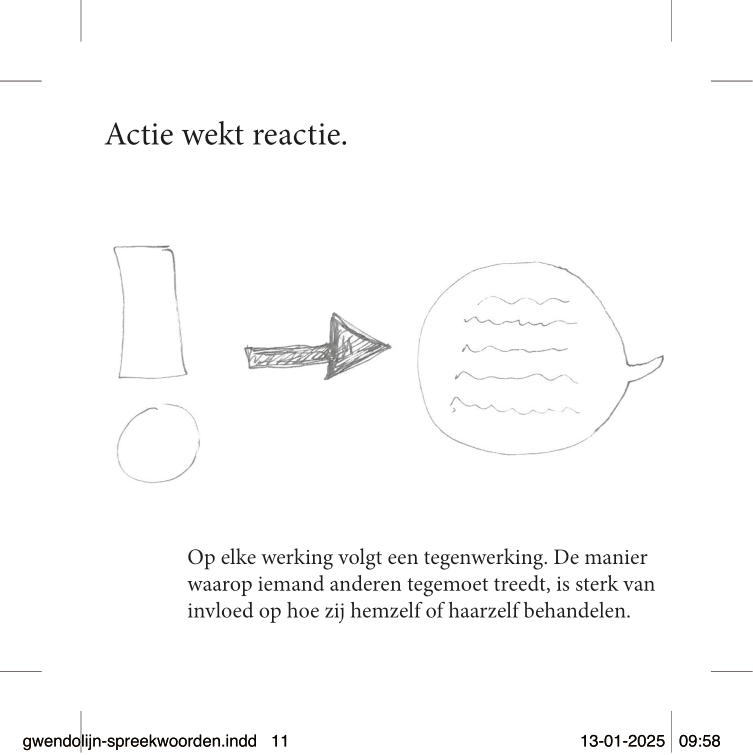 Actie wekt reactie.
Op elke werking volgt een tegenwerking. De manier
waarop iemand anderen tegemoet treedt, is sterk van
invloed op hoe zij hemzelf of haarzelf behandelen.
gwendolijn-spreekwoorden.indd   11
13-01-2025   09:58